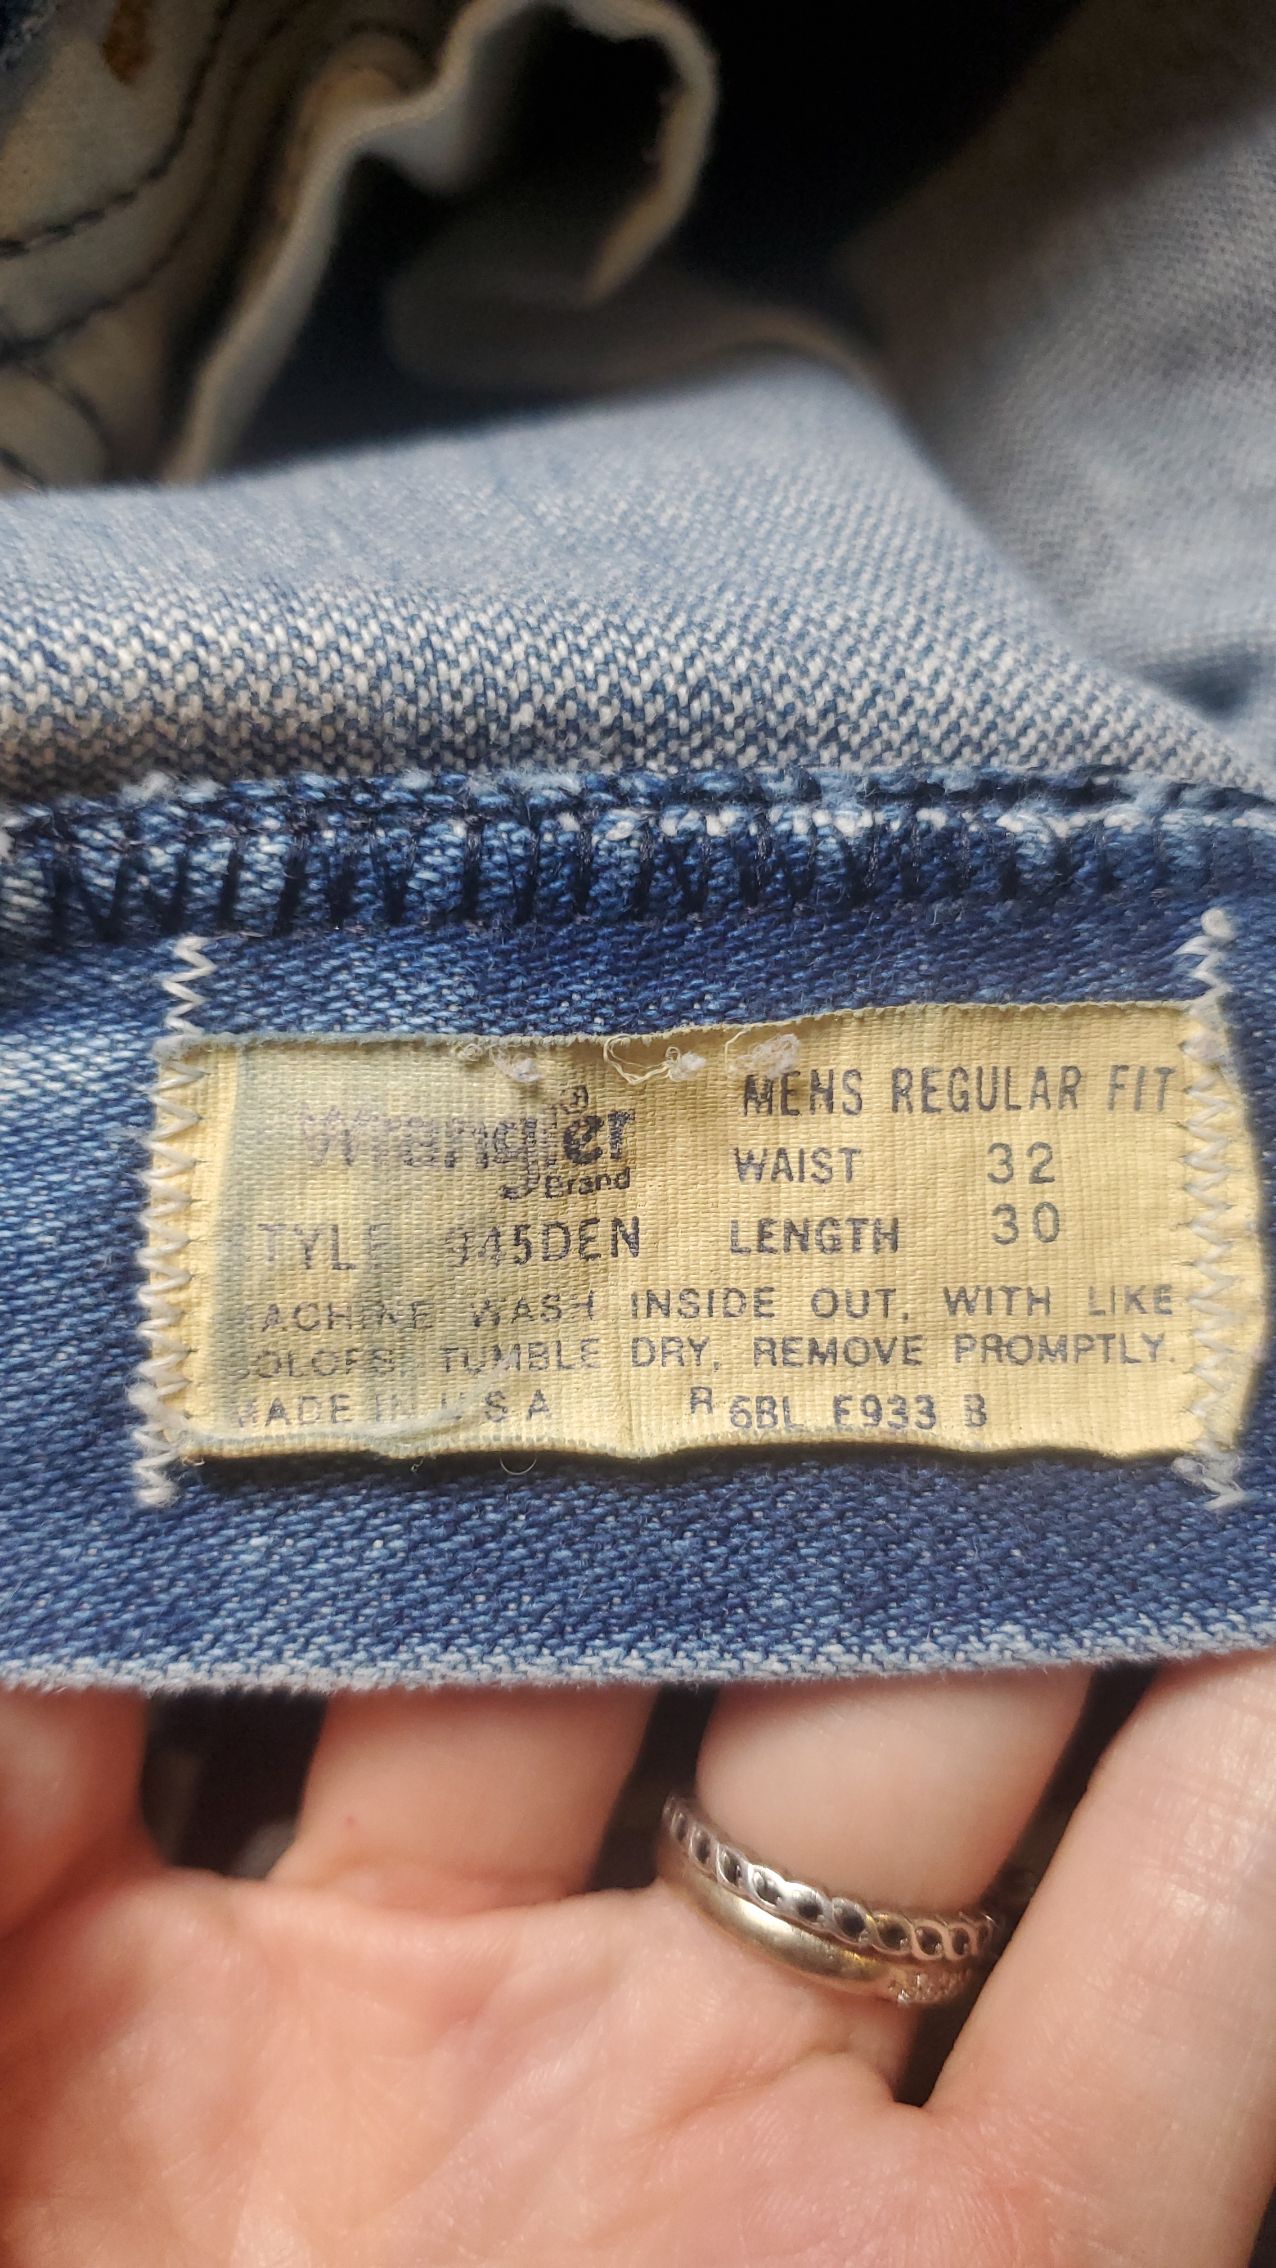 Wrangler®
Brand
STYLE 945DEN
MENS REGULAR FIT
WAIST 32
LENGTH 30
MACHINE WASH INSIDE OUT, WITH LIKE
COLORS. TUMBLE DRY, REMOVE PROMPTLY.
MADE IN U S A R 6BL F933 B